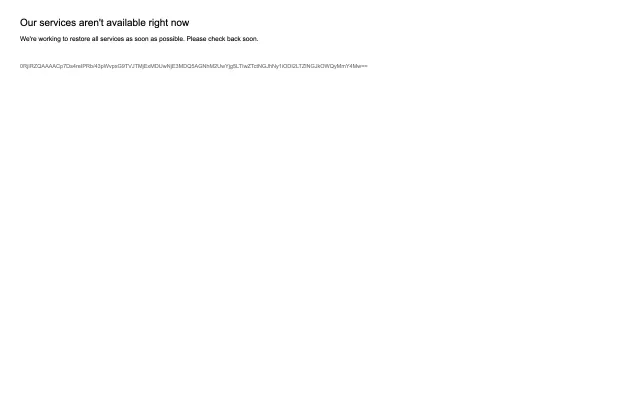 Our services aren't available right now
We're working to restore all services as soon as possible. Please check back soon.